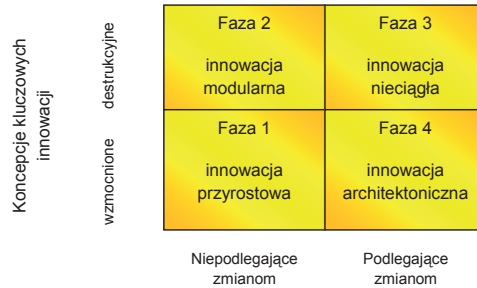 Koncepcje kluczowych
innowacji
destrukcyjne
wzmocnione
Faza 2
innowacja
modularna
Faza 3
innowacja
nieciągła
Faza 1
innowacja
przyrostowa
Faza 4
innowacja
architektoniczna
Niepodlegające
zmianom
Podlegające
zmianom